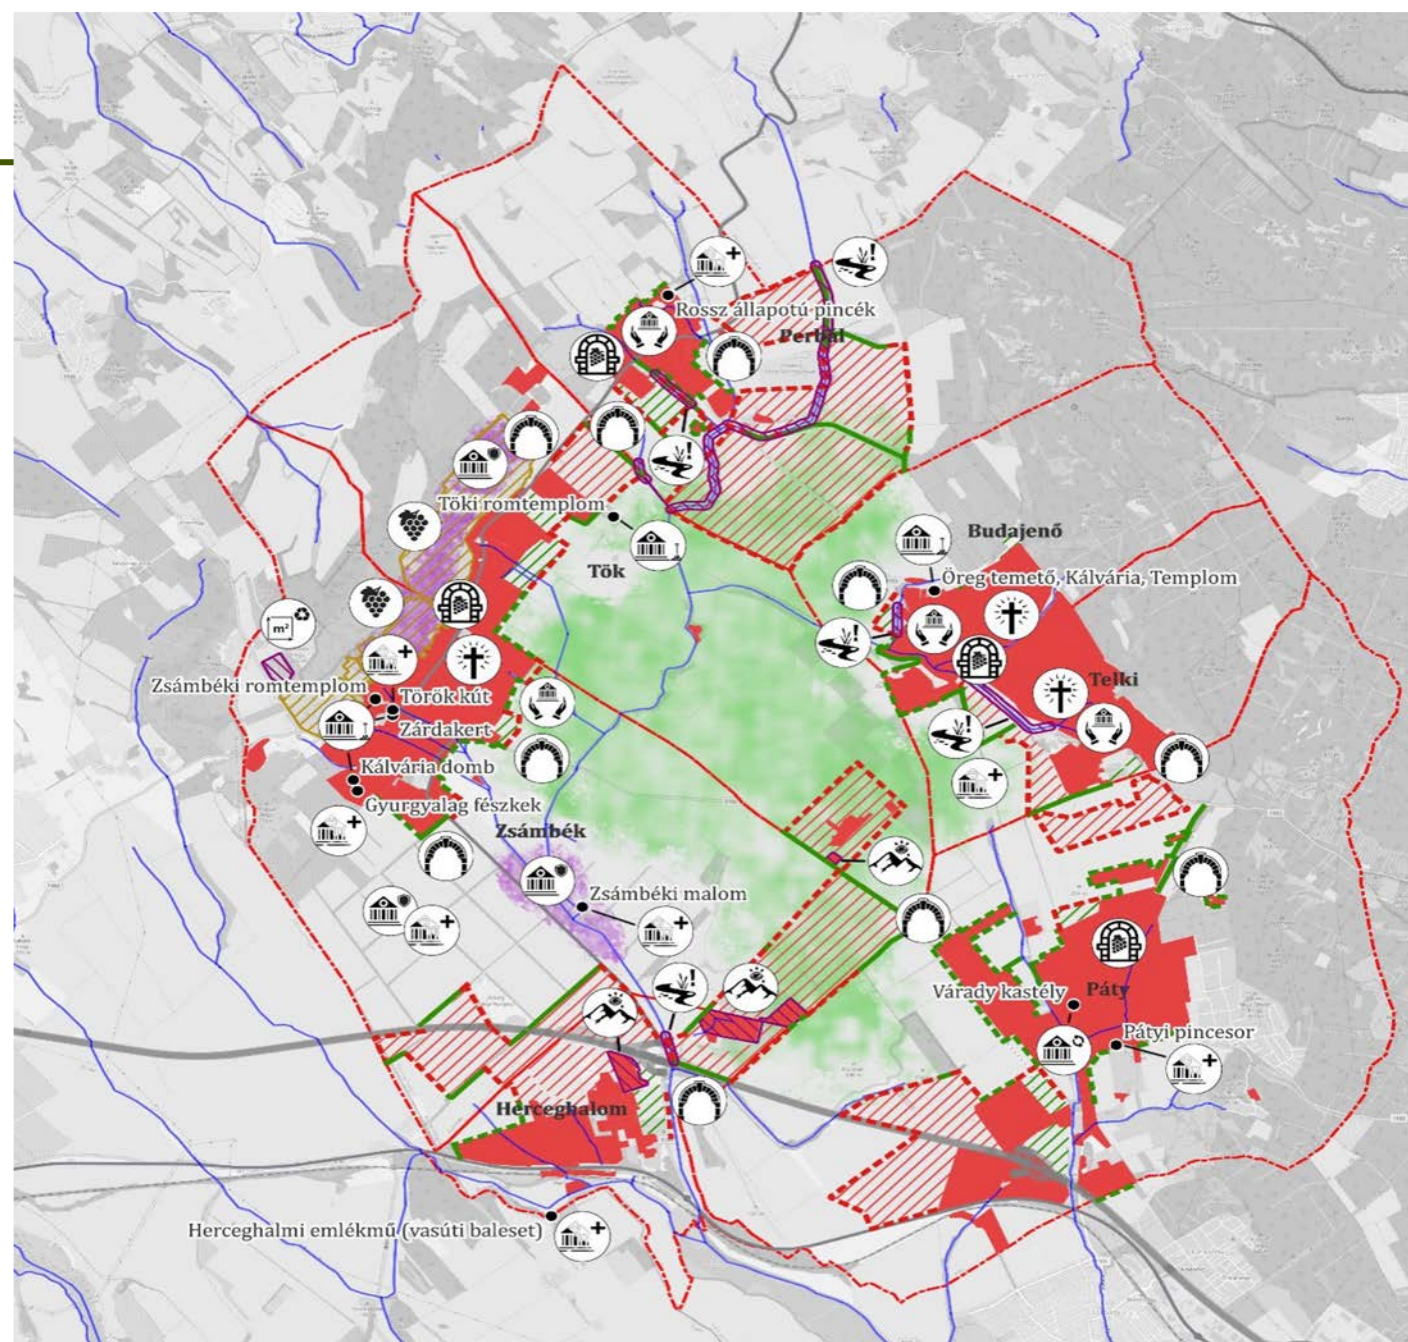 Rossz állapotú pincék
Perbál
Töki romtemplom
Budajenő
Tök
Öreg temető, Kálvária, Templom
m²
Zsámbéki romtemplom
Török kút
Telki
Zárdakert
Kálvária domb
Gyurgyalag fészkek
Zsámbék
Zsámbéki malom
Várady kastély
Páty
Pátyi pincesor
Herceghalom
Herceghalmi emlékmű (vasúti baleset)